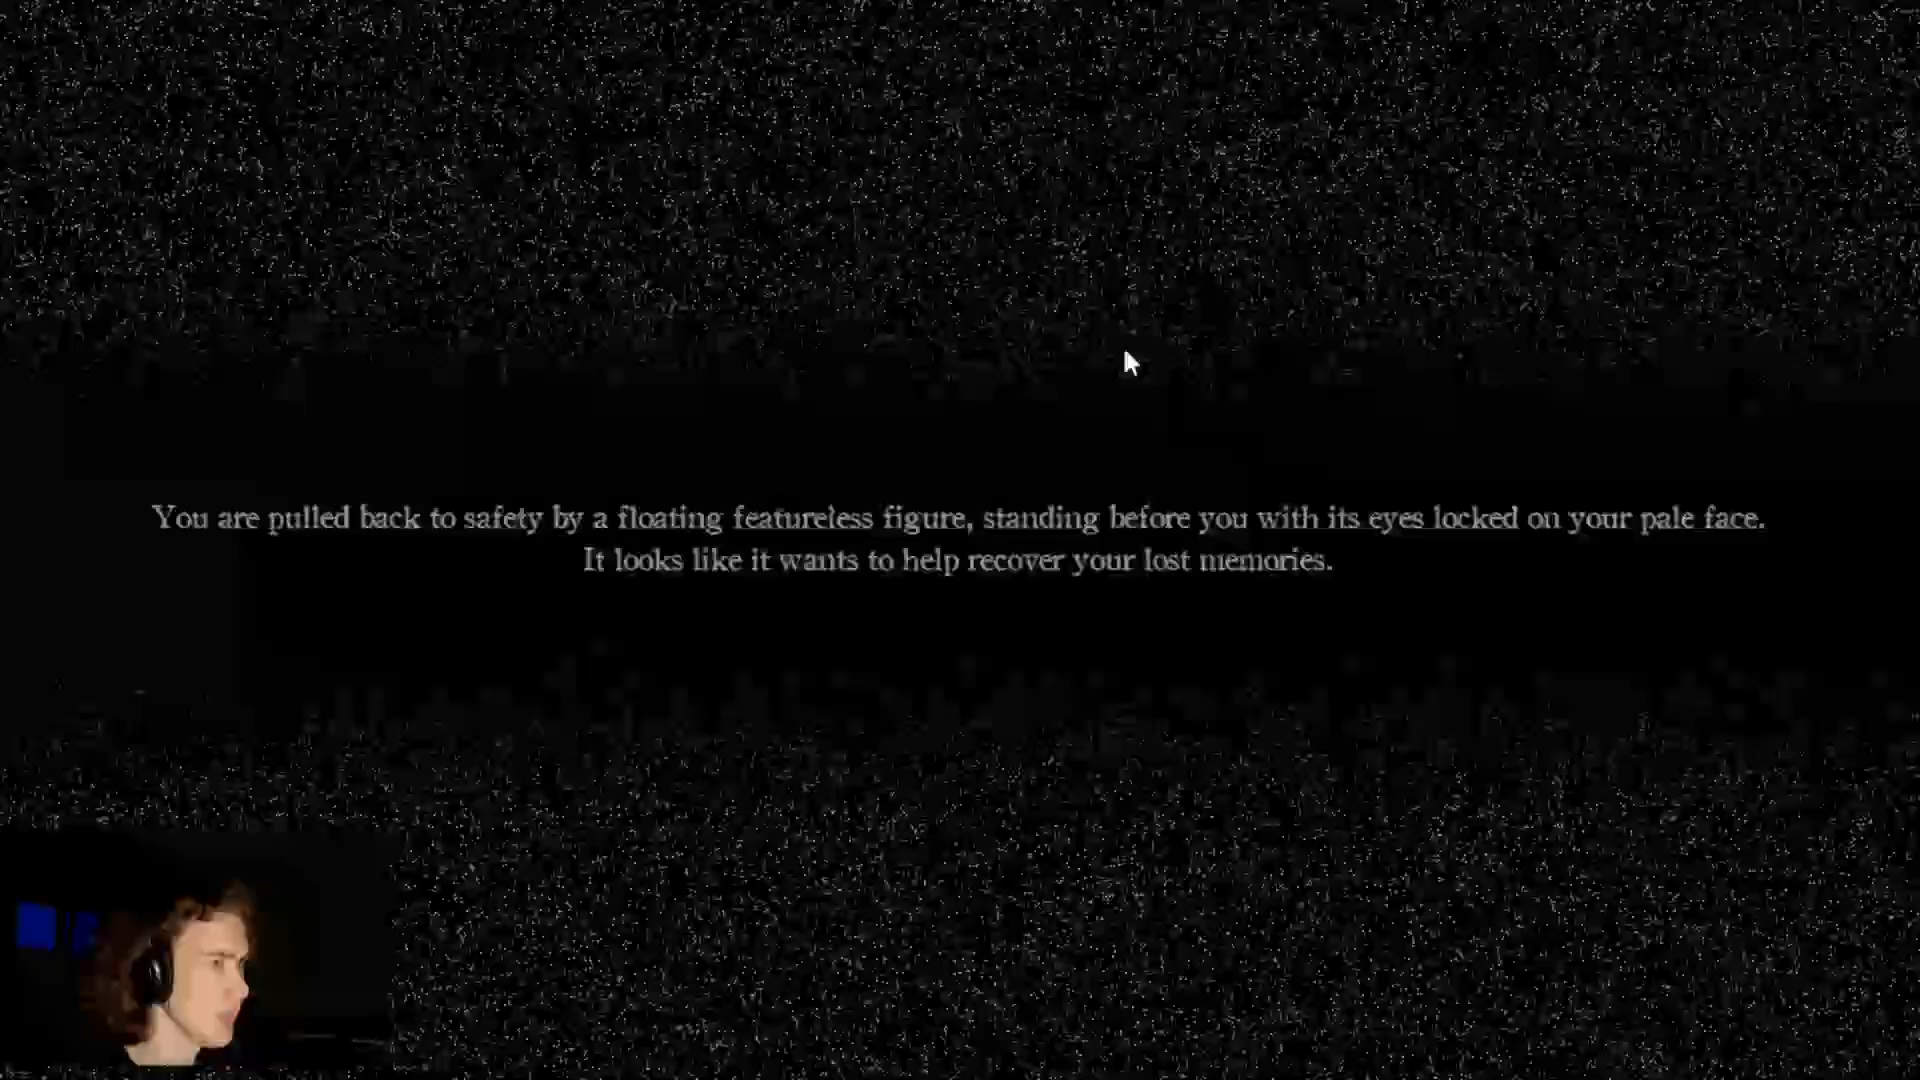 You are pulled back to safety by a floating featureless figure, standing before you with its eyes locked on your pale face.
It looks like it wants to help recover your lost memories.